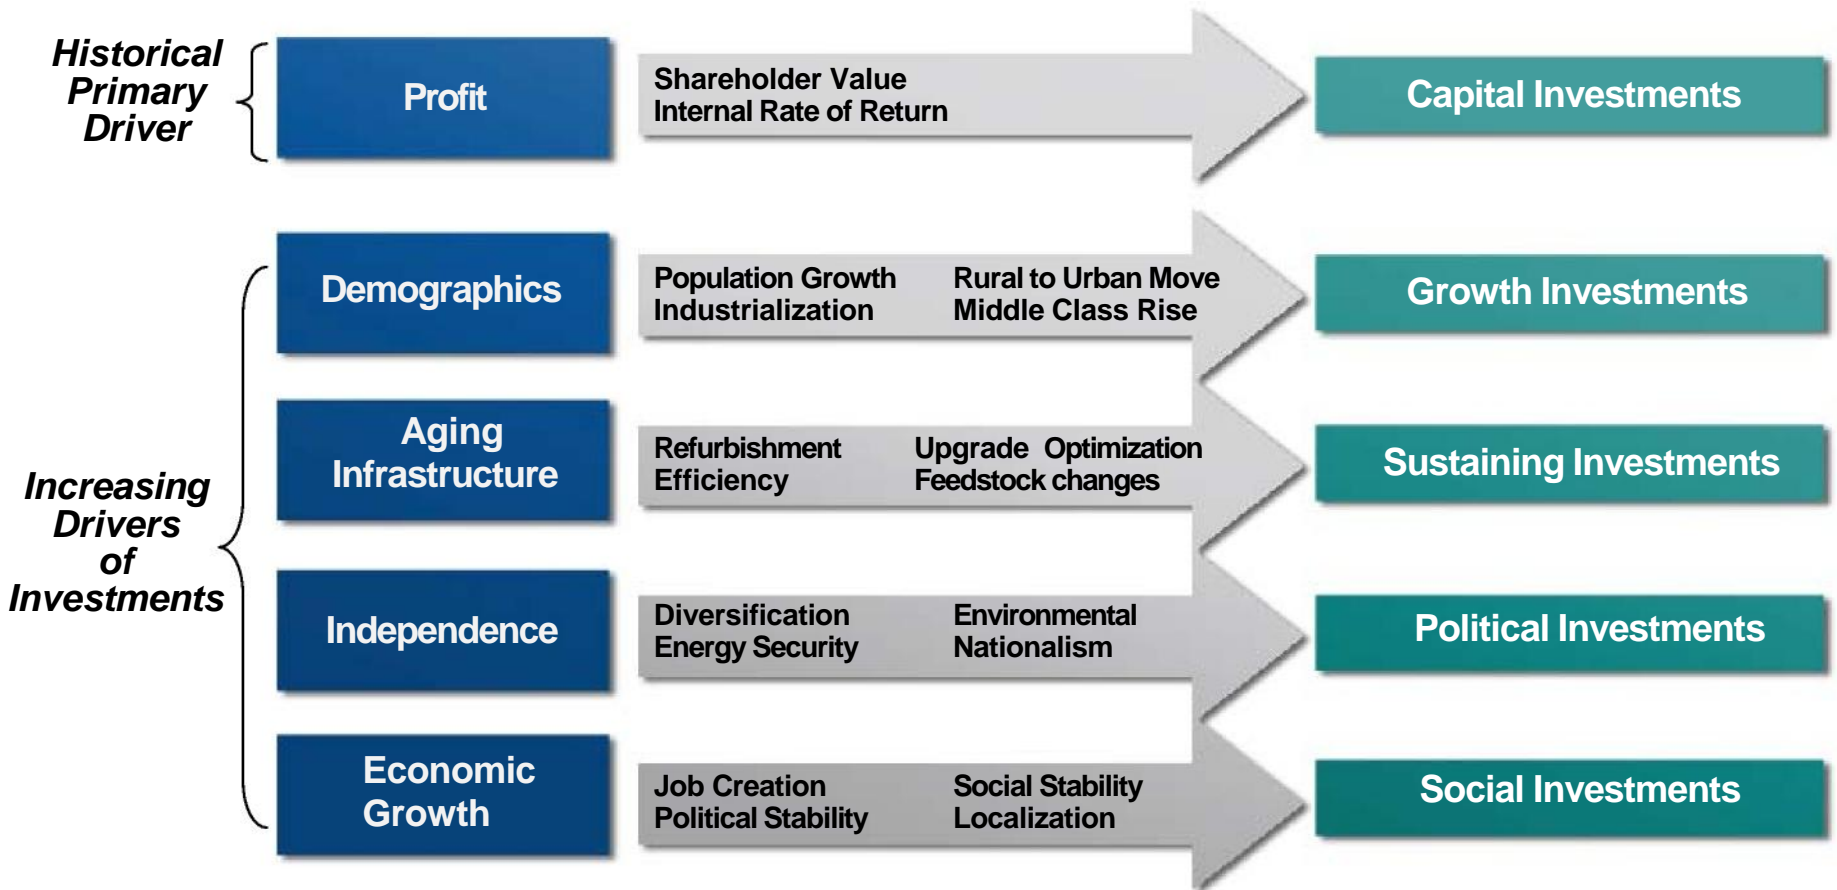 Historical
Primary
Driver
Profit
Shareholder Value
Internal Rate of Return
Capital Investments
Increasing
Drivers
of
Investments
Demographics
Population Growth Rural to Urban Move
Industrialization Middle Class Rise
Growth Investments
Aging
Infrastructure
Refurbishment Upgrade Optimization
Efficiency Feedstock changes
Sustaining Investments
Independence
Diversification Environmental
Energy Security Nationalism
Political Investments
Economic
Growth
Job Creation Social Stability
Political Stability Localization
Social Investments